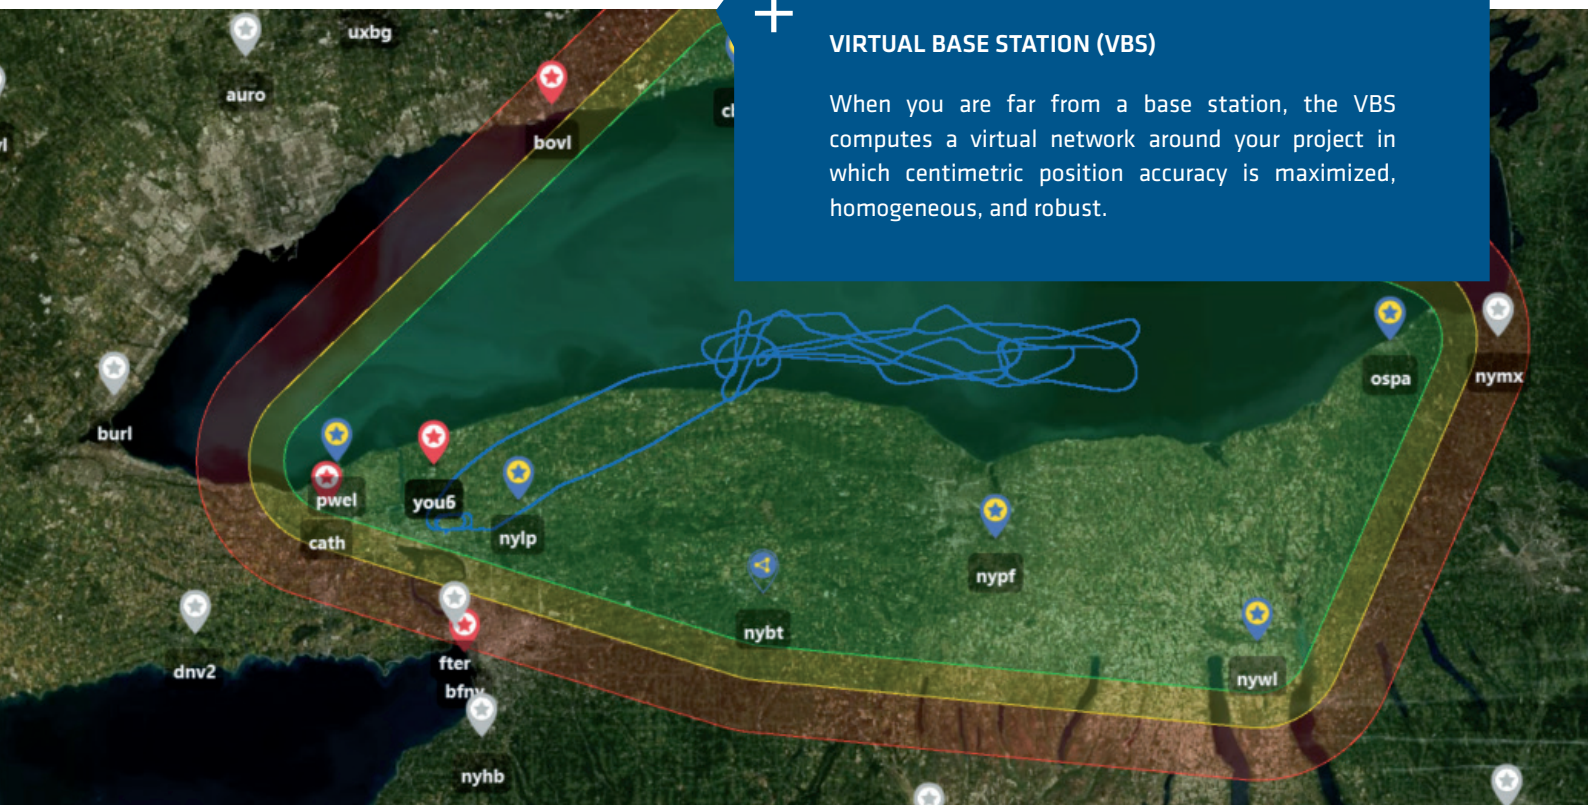 VIRTUAL BASE STATION (VBS)
When you are far from a base station, the VBS
computes a virtual network around your project in
which centimetric position accuracy is maximized,
homogeneous, and robust.
uxbg
auro
bovl
burl
ospa
nymx
pwel
you6
cath
nylp
nypf
nybt
dnv2
fter
bfny
nywl
nyhb